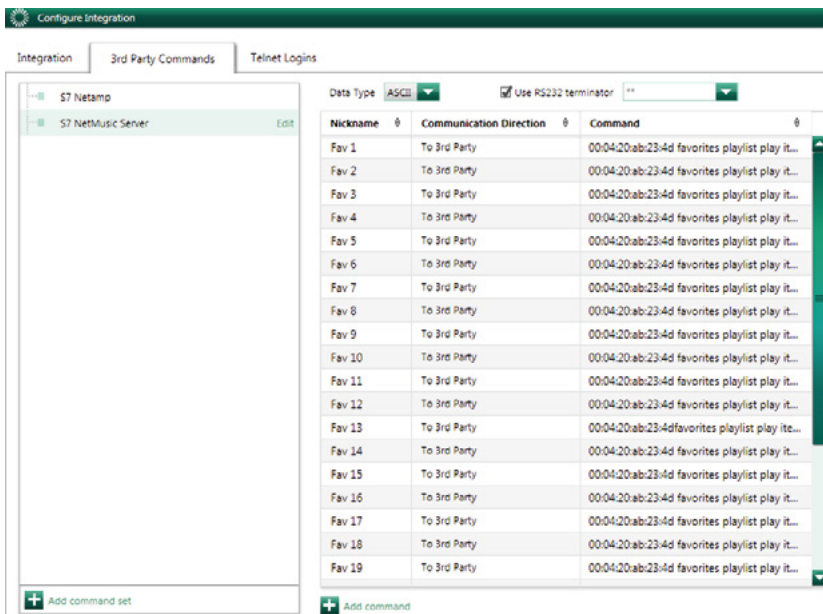 Configure Integration
Integration 3rd Party Commands Telnet Logins
S7 Netamp
S7 NetMusic Server Edit
Add command set
Data Type ASCII Use RS232 terminator
Nickname Communication Direction Command
Fav 1 To 3rd Party 00:04:20:ab:23:4d favorites playlist play it...
Fav 2 To 3rd Party 00:04:20:ab:23:4d favorites playlist play it...
Fav 3 To 3rd Party 00:04:20:ab:23:4d favorites playlist play it...
Fav 4 To 3rd Party 00:04:20:ab:23:4d favorites playlist play it...
Fav 5 To 3rd Party 00:04:20:ab:23:4d favorites playlist play it...
Fav 6 To 3rd Party 00:04:20:ab:23:4d favorites playlist play it...
Fav 7 To 3rd Party 00:04:20:ab:23:4d favorites playlist play it...
Fav 8 To 3rd Party 00:04:20:ab:23:4d favorites playlist play it...
Fav 9 To 3rd Party 00:04:20:ab:23:4d favorites playlist play it...
Fav 10 To 3rd Party 00:04:20:ab:23:4d favorites playlist play it...
Fav 11 To 3rd Party 00:04:20:ab:23:4d favorites playlist play it...
Fav 12 To 3rd Party 00:04:20:ab:23:4d favorites playlist play it...
Fav 13 To 3rd Party 00:04:20:ab:23:4dfavorites playlist play ite...
Fav 14 To 3rd Party 00:04:20:ab:23:4d favorites playlist play it...
Fav 15 To 3rd Party 00:04:20:ab:23:4d favorites playlist play it...
Fav 16 To 3rd Party 00:04:20:ab:23:4d favorites playlist play it...
Fav 17 To 3rd Party 00:04:20:ab:23:4d favorites playlist play it...
Fav 18 To 3rd Party 00:04:20:ab:23:4d favorites playlist play it...
Fav 19 To 3rd Party 00:04:20:ab:23:4d favorites playlist play it...
Add command